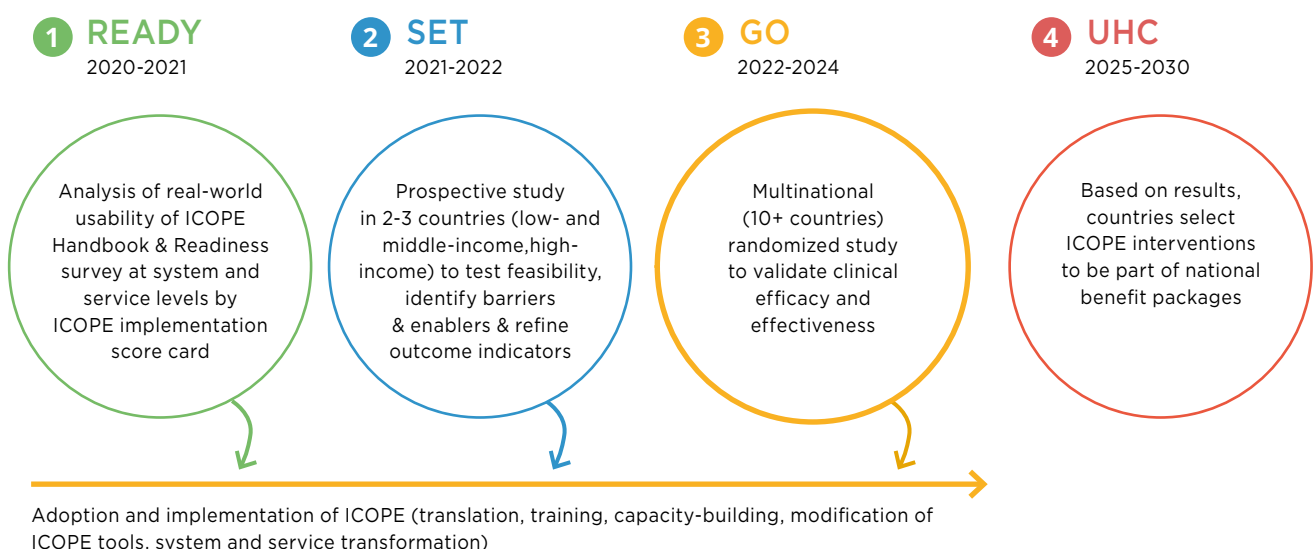 1 READY
2020-2021
Analysis of real-world
usability of ICOPE
Handbook & Readiness
survey at system and
service levels by
ICOPE implementation
score card
2 SET
2021-2022
Prospective study
in 2-3 countries (low- and
middle-income,high-
income) to test feasibility,
identify barriers
& enablers & refine
outcome indicators
3 GO
2022-2024
Multinational
(10+ countries)
randomized study
to validate clinical
efficacy and
effectiveness
4 UHC
2025-2030
Based on results,
countries select
ICOPE interventions
to be part of national
benefit packages
Adoption and implementation of ICOPE (translation, training, capacity-building, modification of
ICOPE tools, system and service transformation)